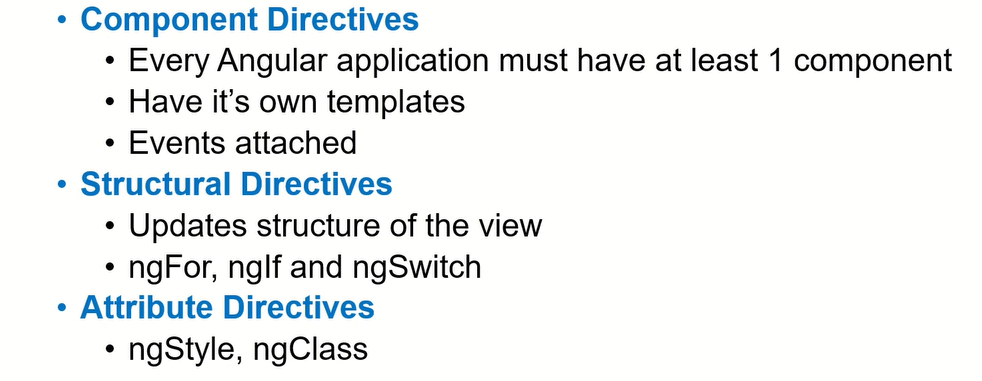 • Component Directives
• Every Angular application must have at least 1 component
• Have it’s own templates
• Events attached
• Structural Directives
• Updates structure of the view
• ngFor, ngIf and ngSwitch
• Attribute Directives
• ngStyle, ngClass